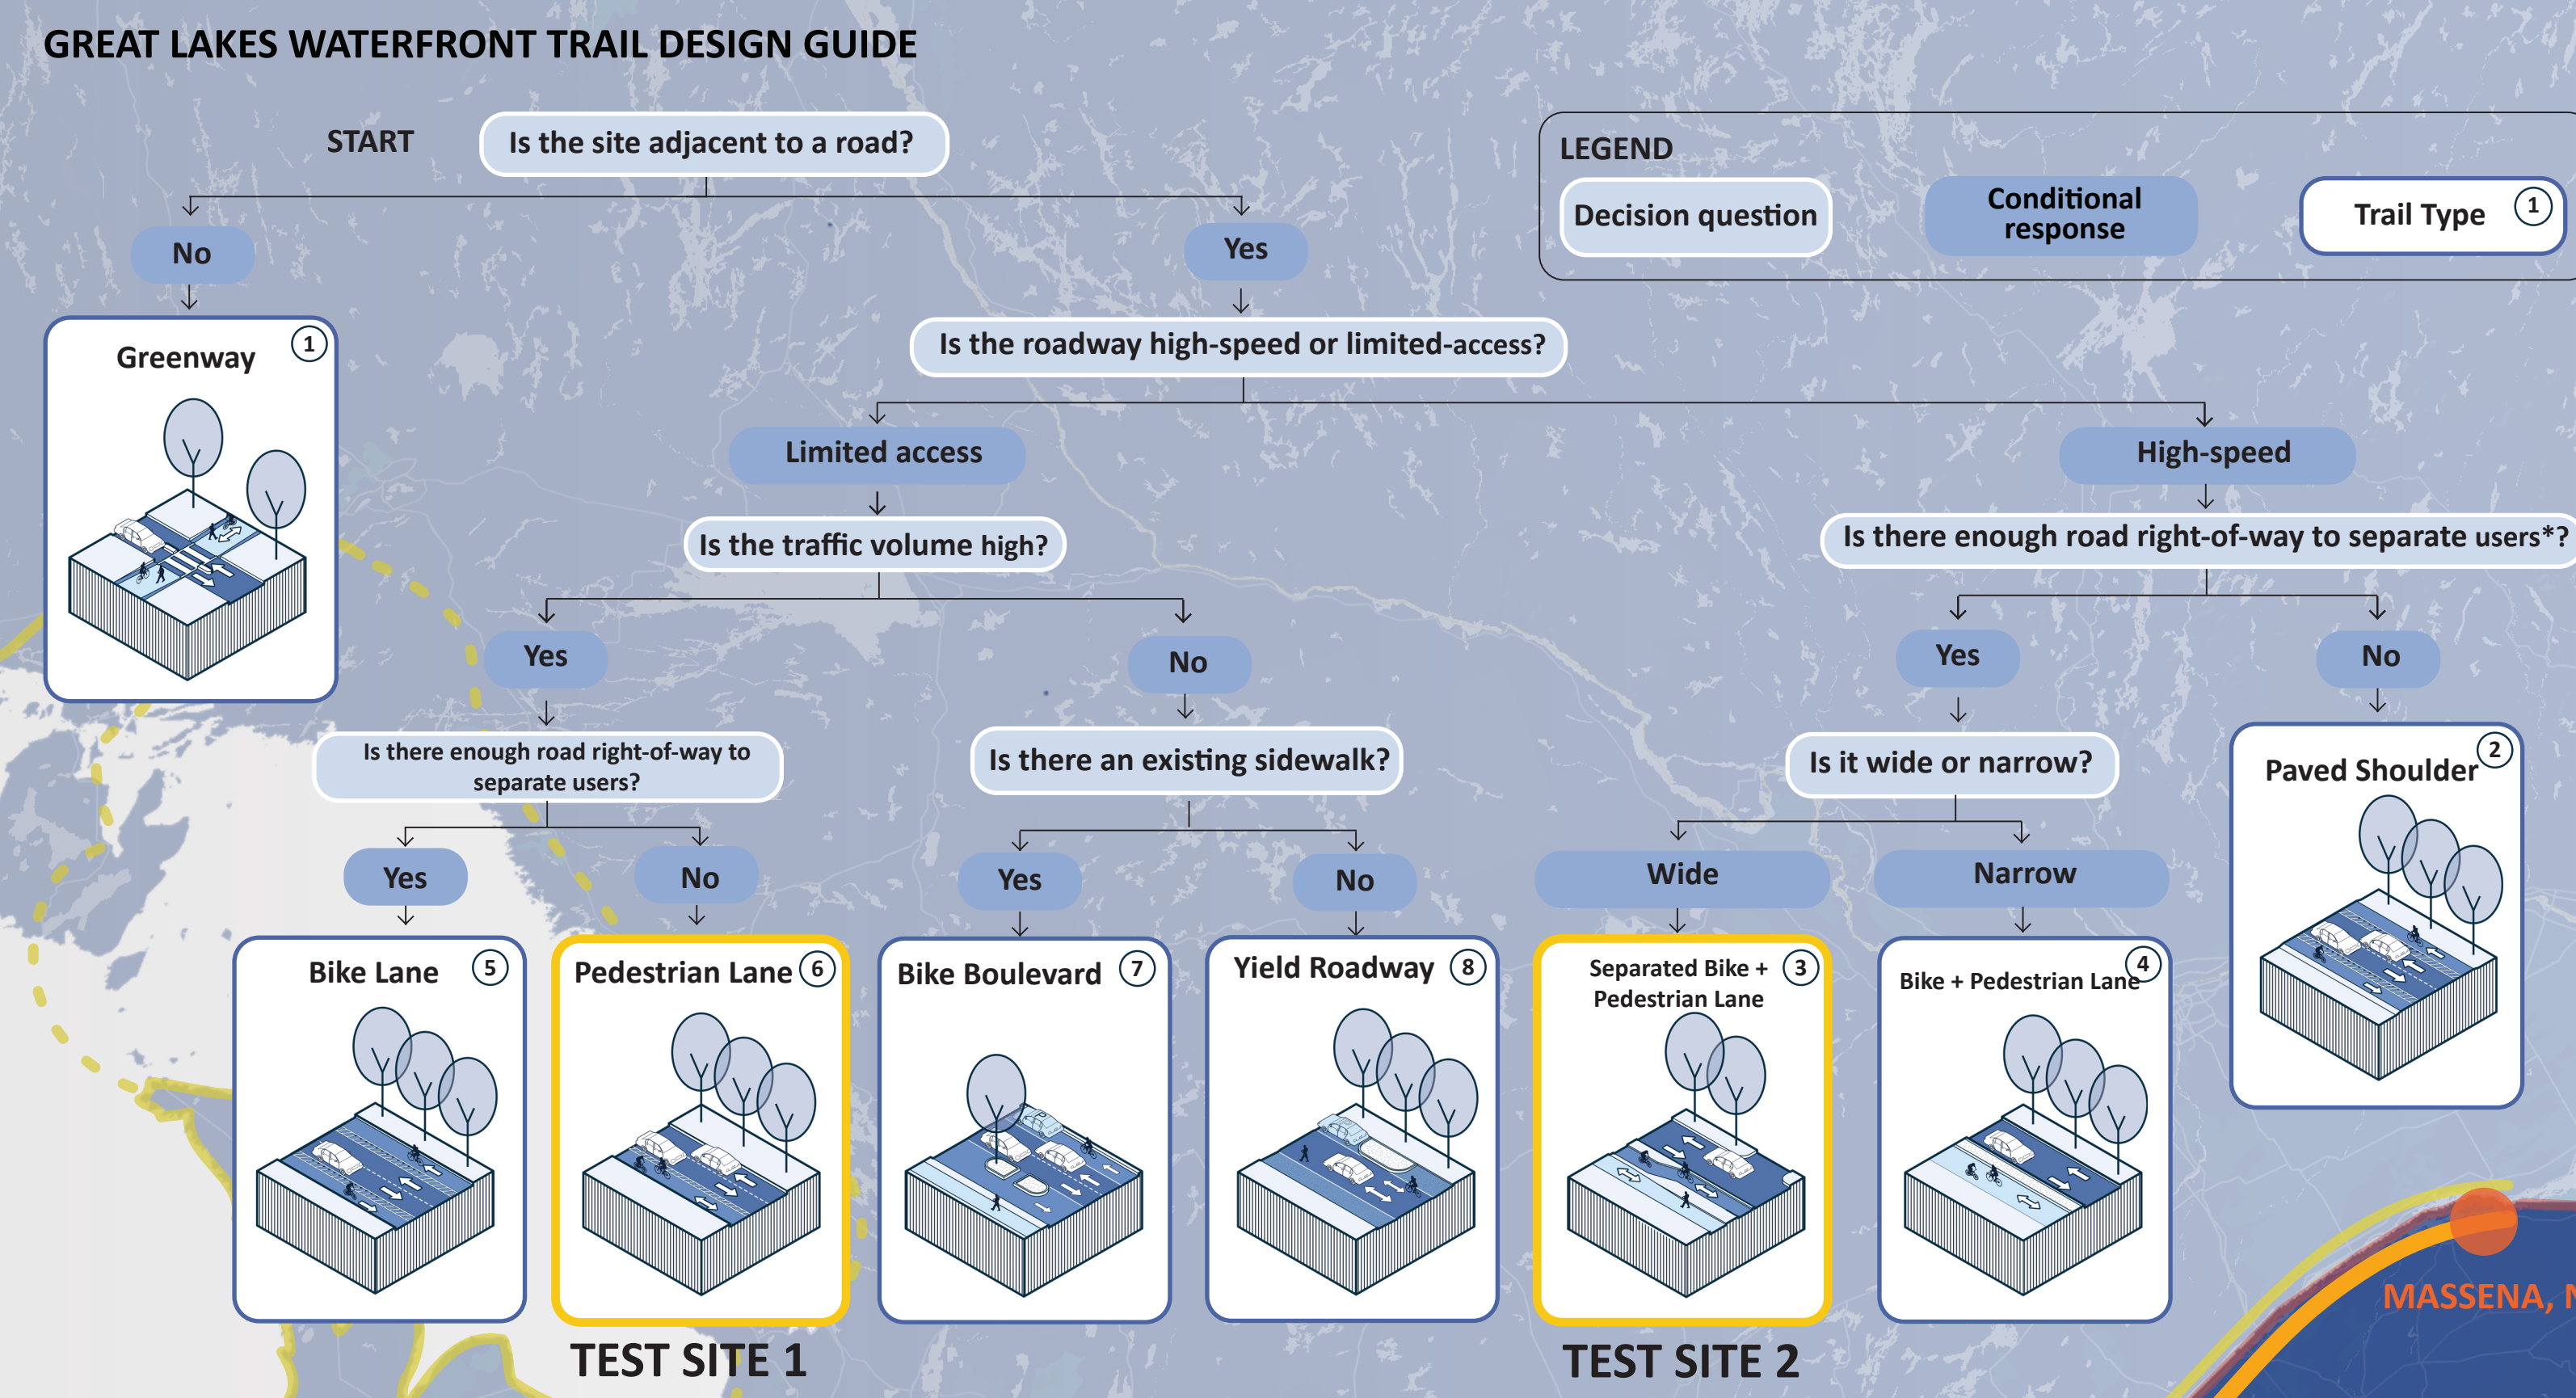 GREAT LAKES WATERFRONT TRAIL DESIGN GUIDE
START
Is the site adjacent to a road?
LEGEND
Decision question
Conditional
response
Trail Type
1
No
Yes
Is the roadway high-speed or limited-access?
Greenway
1
Limited access
High-speed
Is the traffic volume high?
Is there enough road right-of-way to separate users*?
Yes
No
Yes
No
Is there enough road right-of-way to
separate users?
Is there an existing sidewalk?
Is it wide or narrow?
Paved Shoulder
2
Yes
No
Yes
No
Wide
Narrow
Bike Lane
5
Pedestrian Lane
6
Bike Boulevard
7
Yield Roadway
8
Separated Bike +
Pedestrian Lane
3
Bike + Pedestrian Lane
4
P
MASSENA, N
TEST SITE 1
TEST SITE 2